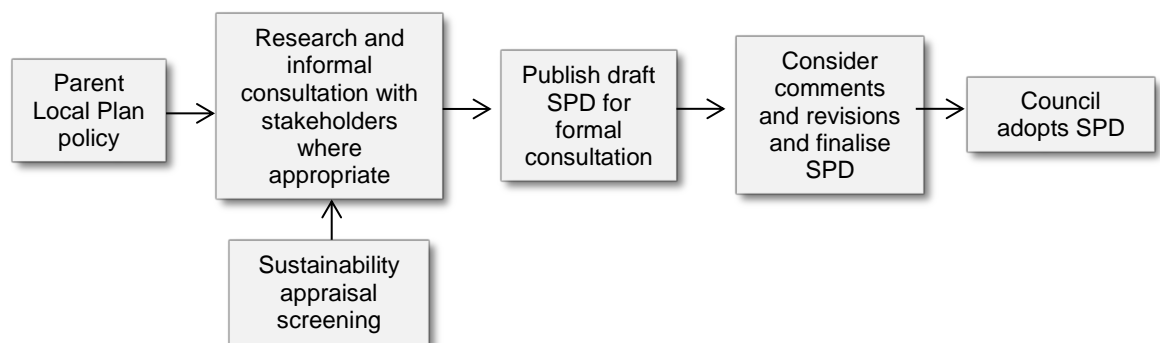 Parent
Local Plan
policy
Research and
informal
consultation with
stakeholders
where
appropriate
Publish draft
SPD for
formal
consultation
Consider
comments
and revisions
and finalise
SPD
Council
adopts SPD
Sustainability
appraisal
screening